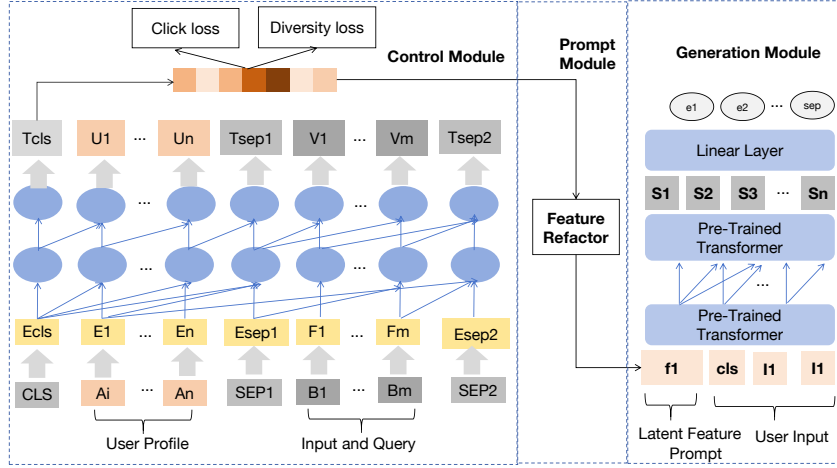 Click loss
Diversity loss
Control Module
Prompt
Module
Generation Module
e1 e2 ... sep
Tcls U1 ... Un Tsep1 V1 ... Vm Tsep2
Linear Layer
S1 S2 S3 ... Sn
...
...
Feature
Refactor
Pre-Trained
Transformer
...
...
...
Pre-Trained
Transformer
Ecls E1 ... En Esep1 F1 ... Fm Esep2
f1 cls I1 I1
CLS Ai ... An SEP1 B1 ... Bm SEP2
User Profile
Input and Query
Latent Feature
Prompt
User Input